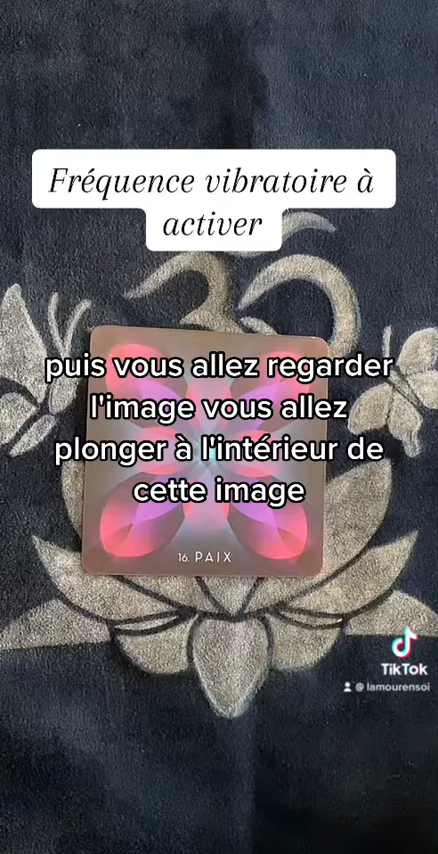 Fréquence vibratoire à
activer
puis vous allez regarder
l'image vous allez
plonger à l'intérieur de
cette image
16. PAIX
TikTok
@ lamourensoi